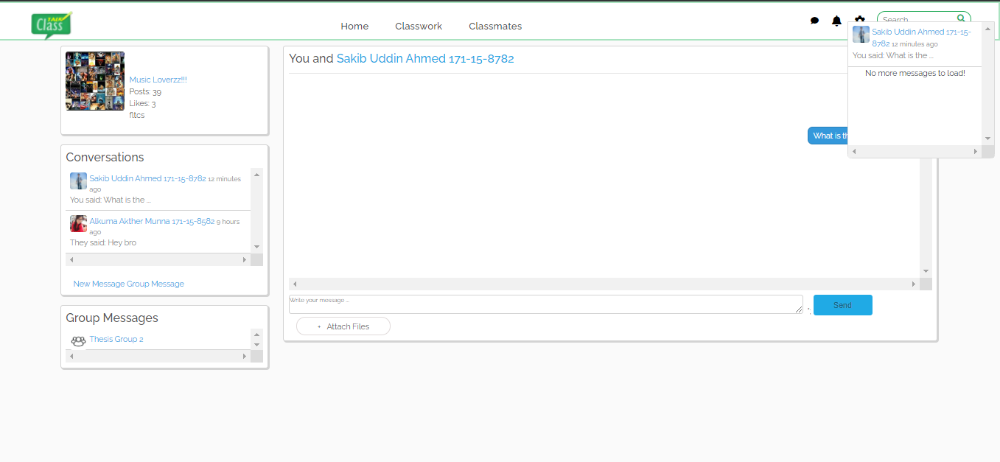 TALK
Class
Home
Classwork
Classmates
Search
Music Loverzz!!!
Posts: 39
Likes: 3
fltcs
Conversations
Sakib Uddin Ahmed 171-15-8782 12 minutes
ago
You said: What is the ...
Alkuma Akther Munna 171-15-8582 9 hours
ago
They said: Hey bro
New Message Group Message
Group Messages
Thesis Group 2
You and Sakib Uddin Ahmed 171-15-8782
What is th
Write your message ...
Send
+ Attach Files
Sakib Uddin Ahmed 171-15-
8782 12 minutes ago
You said: What is the ...
No more messages to load!